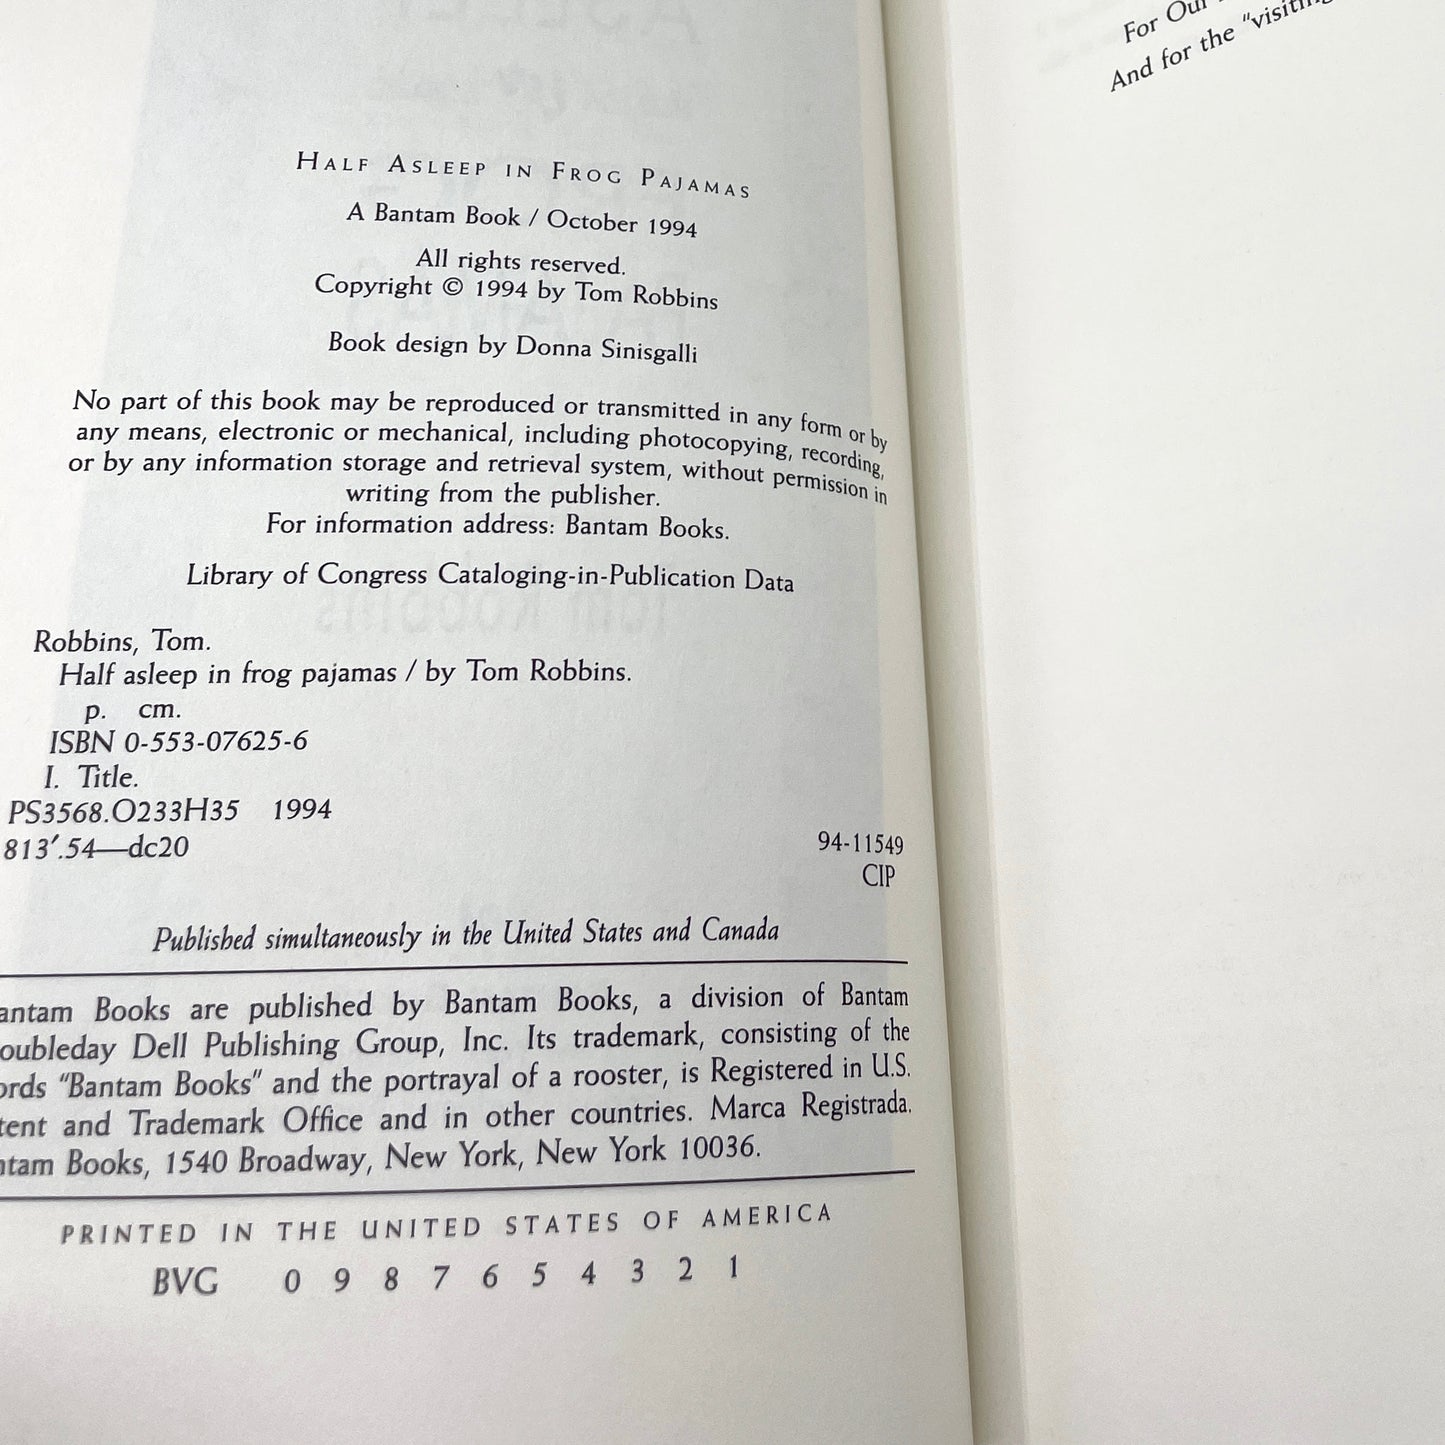 Half Asleep in Frog Pajamas
A Bantam Book / October 1994
All rights reserved.
Copyright © 1994 by Tom Robbins
Book design by Donna Sinisgalli
No part of this book may be reproduced or transmitted in any form or by
any means, electronic or mechanical, including photocopying, recording,
or by any information storage and retrieval system, without permission in
writing from the publisher.
For information address: Bantam Books.
Library of Congress Cataloging-in-Publication Data
Robbins, Tom.
Half asleep in frog pajamas / by Tom Robbins.
p. cm.
ISBN 0-553-07625-6
I. Title.
PS3568.O233H35 1994
813′.54—dc20
94-11549
CIP
Published simultaneously in the United States and Canada
antam Books are published by Bantam Books, a division of Bantam
oubleday Dell Publishing Group, Inc. Its trademark, consisting of the
ords "Bantam Books" and the portrayal of a rooster, is Registered in U.S.
tent and Trademark Office and in other countries. Marca Registrada.
ntam Books, 1540 Broadway, New York, New York 10036.
PRINTED IN THE UNITED STATES OF AMERICA
BVG 0 9 8 7 6 5 4 3 2 1
For Our
And for the "visiting